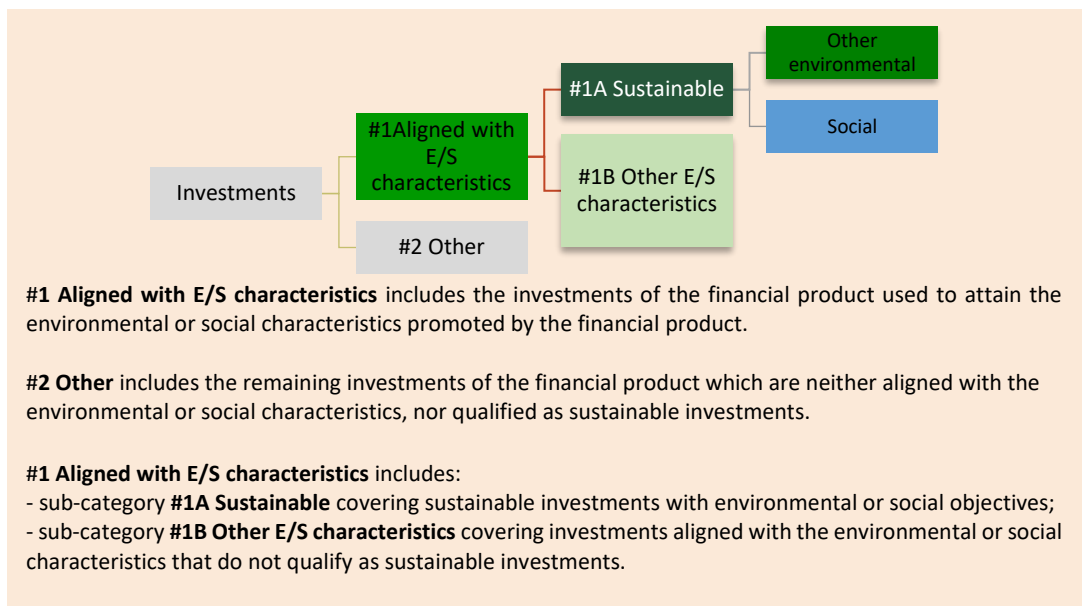 Other
environmental
#1A Sustainable
Social
#1Aligned with
E/S
characteristics
#1B Other E/S
characteristics
Investments
#2 Other
#1 Aligned with E/S characteristics includes the investments of the financial product used to attain the
environmental or social characteristics promoted by the financial product.
#2 Other includes the remaining investments of the financial product which are neither aligned with the
environmental or social characteristics, nor qualified as sustainable investments.
#1 Aligned with E/S characteristics includes:
- sub-category #1A Sustainable covering sustainable investments with environmental or social objectives;
- sub-category #1B Other E/S characteristics covering investments aligned with the environmental or social
characteristics that do not qualify as sustainable investments.